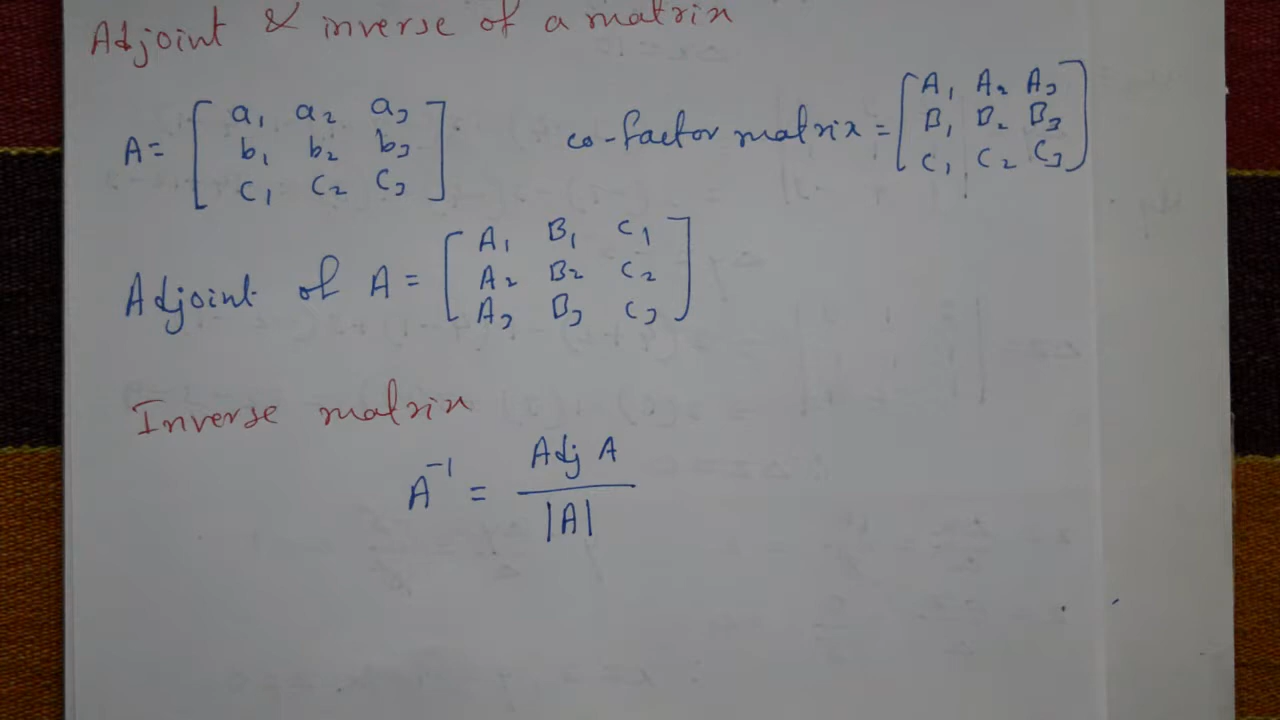 Adjoint & inverse of a matrix
A = [ a₁ a₂ a₃
b₁ b₂ b₃
c₁ c₂ c₃ ]
co-factor matrix = [ A₁ A₂ A₃
B₁ B₂ B₃
C₁ C₂ C₃ ]
Adjoint of A = [ A₁ B₁ C₁
A₂ B₂ C₂
A₃ B₃ C₃ ]
Inverse matrix
A⁻¹ = Adj A
|A|